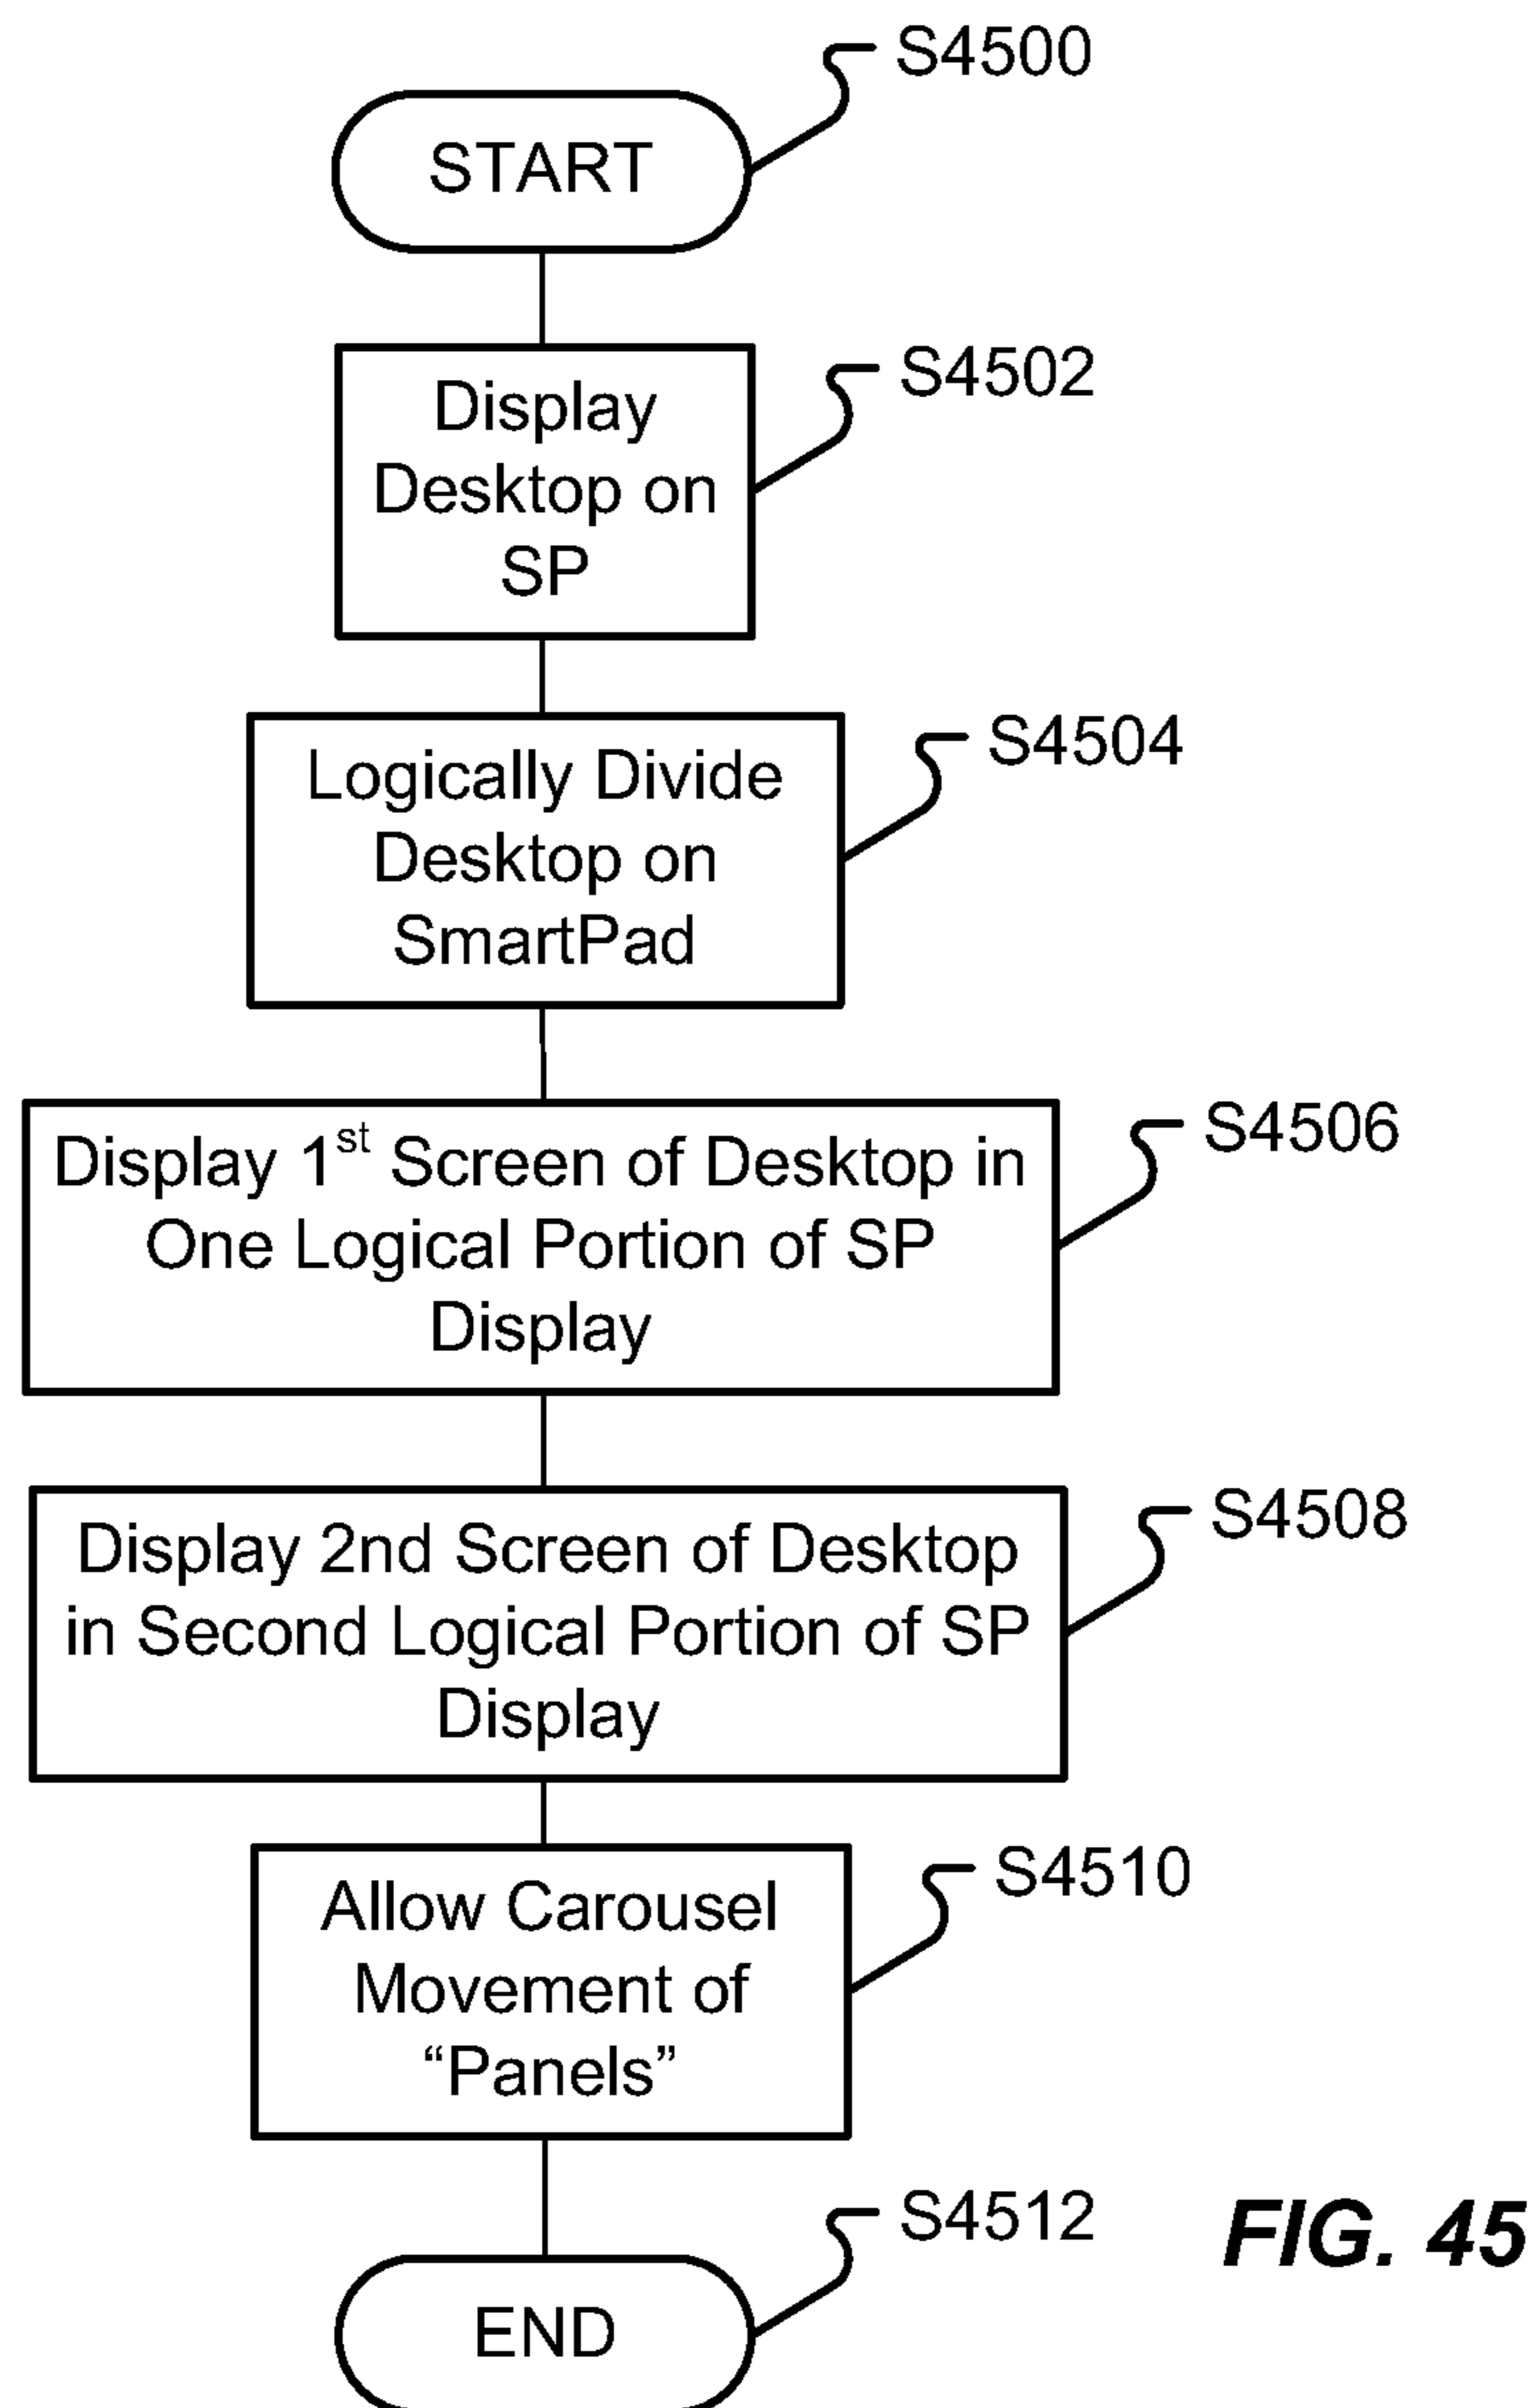 S4500
START
S4502
Display
Desktop on
SP
S4504
Logically Divide
Desktop on
SmartPad
S4506
Display 1st Screen of Desktop in
One Logical Portion of SP
Display
S4508
Display 2nd Screen of Desktop
in Second Logical Portion of SP
Display
S4510
Allow Carousel
Movement of
“Panels”
S4512
END
FIG. 45